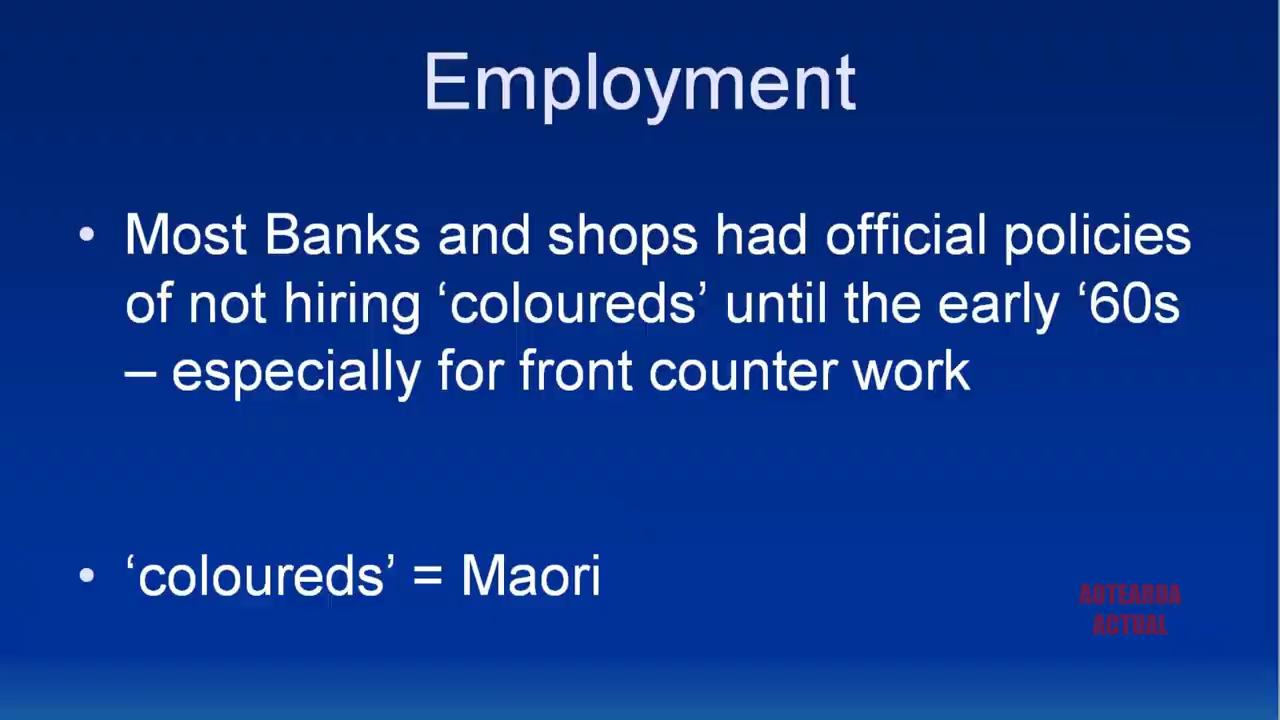 Employment
• Most Banks and shops had official policies
of not hiring ‘coloureds’ until the early ‘60s
– especially for front counter work
• ‘coloureds’ = Maori
AOTEAROA
ACTUAL